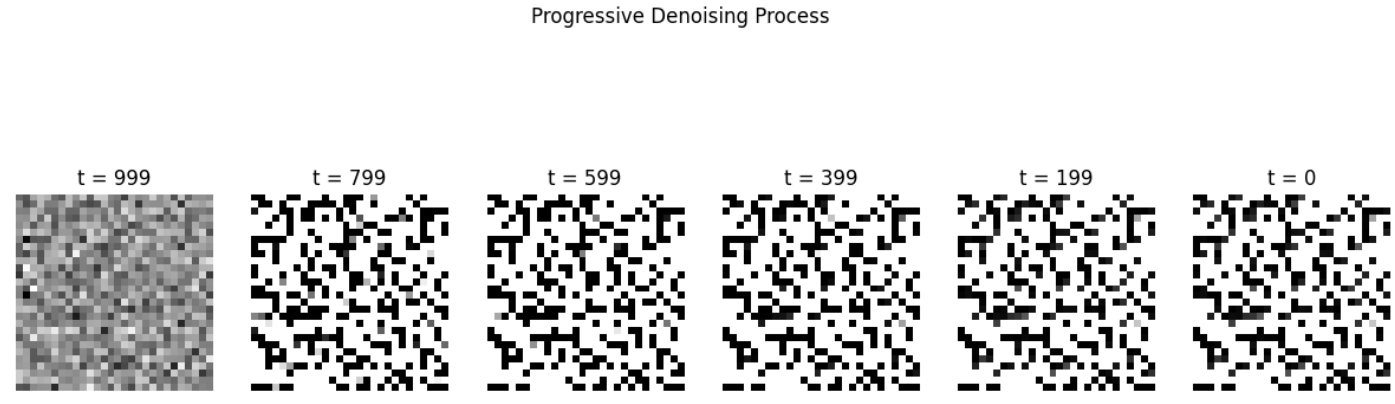 Progressive Denoising Process
t = 999
t = 799
t = 599
t = 399
t = 199
t = 0